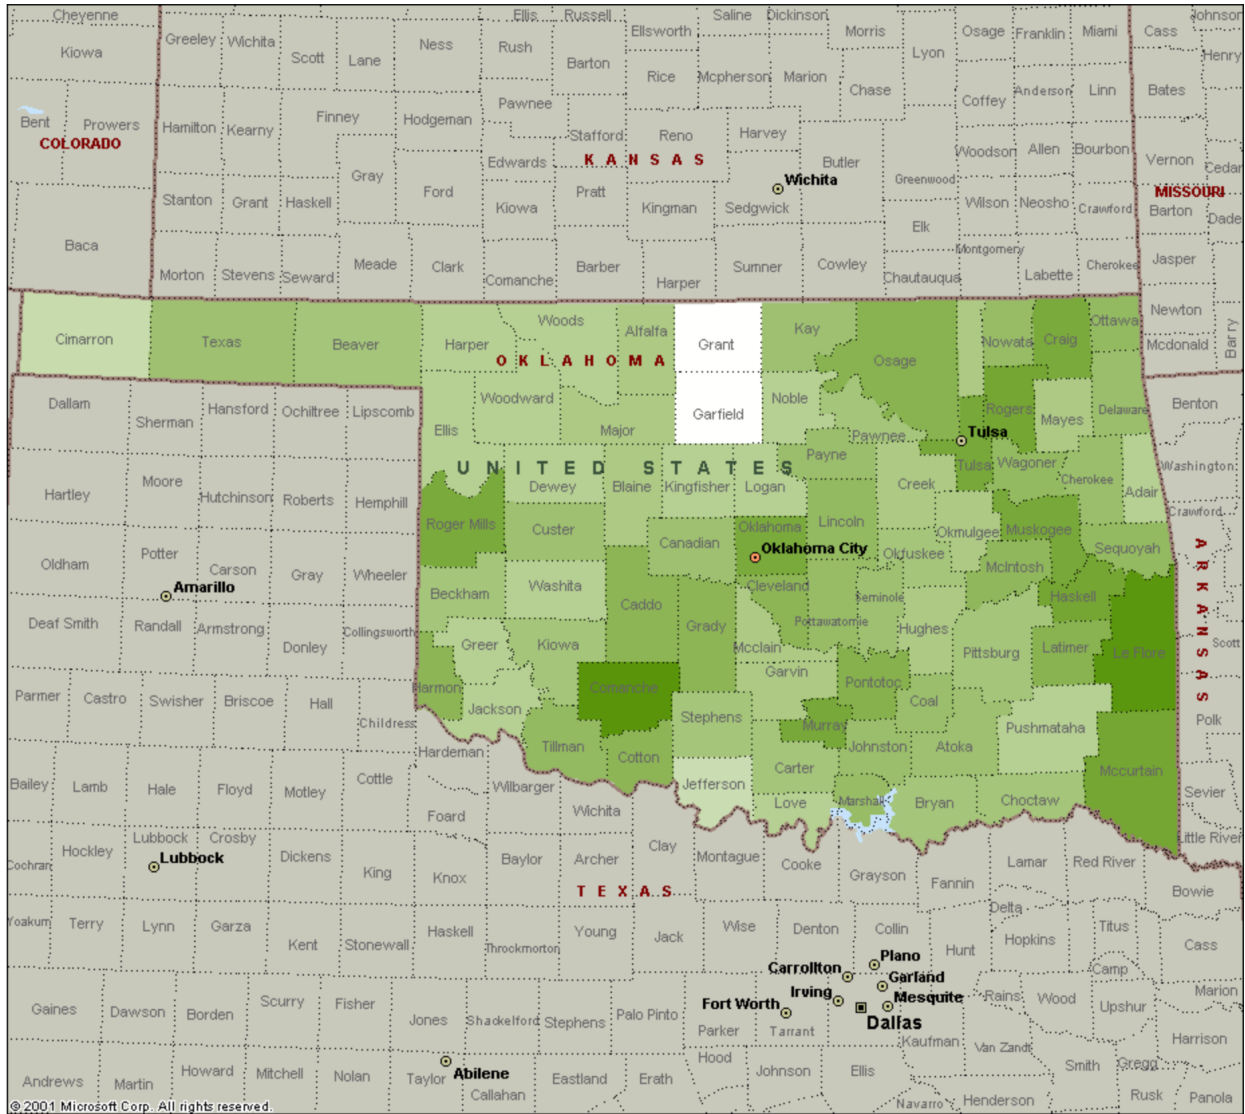 Cheyenne Ellis Russell Saline Dickinson Johnson
Kiowa Greeley Wichita Scott Lane Ness Rush Barton Ellsworth Morris Lyon Osage Franklin Miami Cass Henry
Rice Mcpherson Marion Chase Coffey Anderson Linn Bates
Bent Prowers Hamilton Kearny Finney Hodgeman Pawnee Stafford Reno Harvey
COLORADO
Edwards K A N S A S Butler Woodson Allen Bourbon Vernon Cedar
Gray Ford Pratt Wichita Greenwood
MISSOURI
Stanton Grant Haskell Kiowa Kingman Sedgwick Wilson Neosho Crawford Barton Dade
Elk
Baca Montgomery
Morton Stevens Seward Meade Clark Comanche Barber Harper Sumner Cowley Chautauqua Labette Cherokee Jasper
Newton
Cimarron Texas Beaver Harper Woods Alfalfa Grant Kay Osage Nowata Craig Ottawa Mcdonald Barry
O K L A H O M A
Dallam Sherman Hansford Ochiltree Lipscomb Ellis Woodward Major Garfield Noble Pawnee Rogers Mayes Delaware Benton
Tulsa
U N I T E D S T A T E S
Hartley Moore Hutchinson Roberts Hemphill Dewey Blaine Kingfisher Logan Payne Creek Tulsa Wagoner Cherokee Adair Washington
Crawford
Roger Mills Custer Canadian Oklahoma Lincoln Okmulgee Muskogee Sequoyah
Oldham Potter Carson Gray Wheeler Oklahoma City Okfuskee McIntosh
A R K A N S A S
Amarillo
Beckham Washita Caddo Cleveland Seminole Haskell
Deaf Smith Randall Armstrong Donley Collingsworth Greer Kiowa Grady Mcclain Pottawatomie Hughes Pittsburg Latimer Le Flore Scott
Parmer Castro Swisher Briscoe Hall Childress Harmon Jackson Comanche Stephens Garvin Pontotoc Coal Pushmataha Polk
Murray
Hardeman Tillman Cotton Carter Johnston Atoka Mccurtain
Bailey Lamb Hale Floyd Motley Cottle Wilbarger Jefferson Love Marshall Bryan Choctaw Sevier
Foard Wichita
Cochran Hockley Lubbock Crosby Dickens King Knox Baylor Archer Clay Montague Cooke Grayson Fannin Lamar Red River Little River
Lubbock
T E X A S Bowie
Yoakum Terry Lynn Garza Kent Stonewall Haskell Throckmorton Young Jack Wise Denton Collin Hunt Delta Hopkins Titus Cass
Plano
Carrollton Camp
Garland
Gaines Dawson Borden Scurry Fisher Jones Shackelford Stephens Palo Pinto Fort Worth Irving Mesquite Rains Wood Upshur Marion
Dallas
Parker Tarrant Kaufman Van Zandt Harrison
Andrews Martin Howard Mitchell Nolan Taylor Abilene Callahan Eastland Erath Hood Johnson Ellis Navarro Henderson Smith Gregg Rusk Panola
© 2001 Microsoft Corp. All rights reserved.